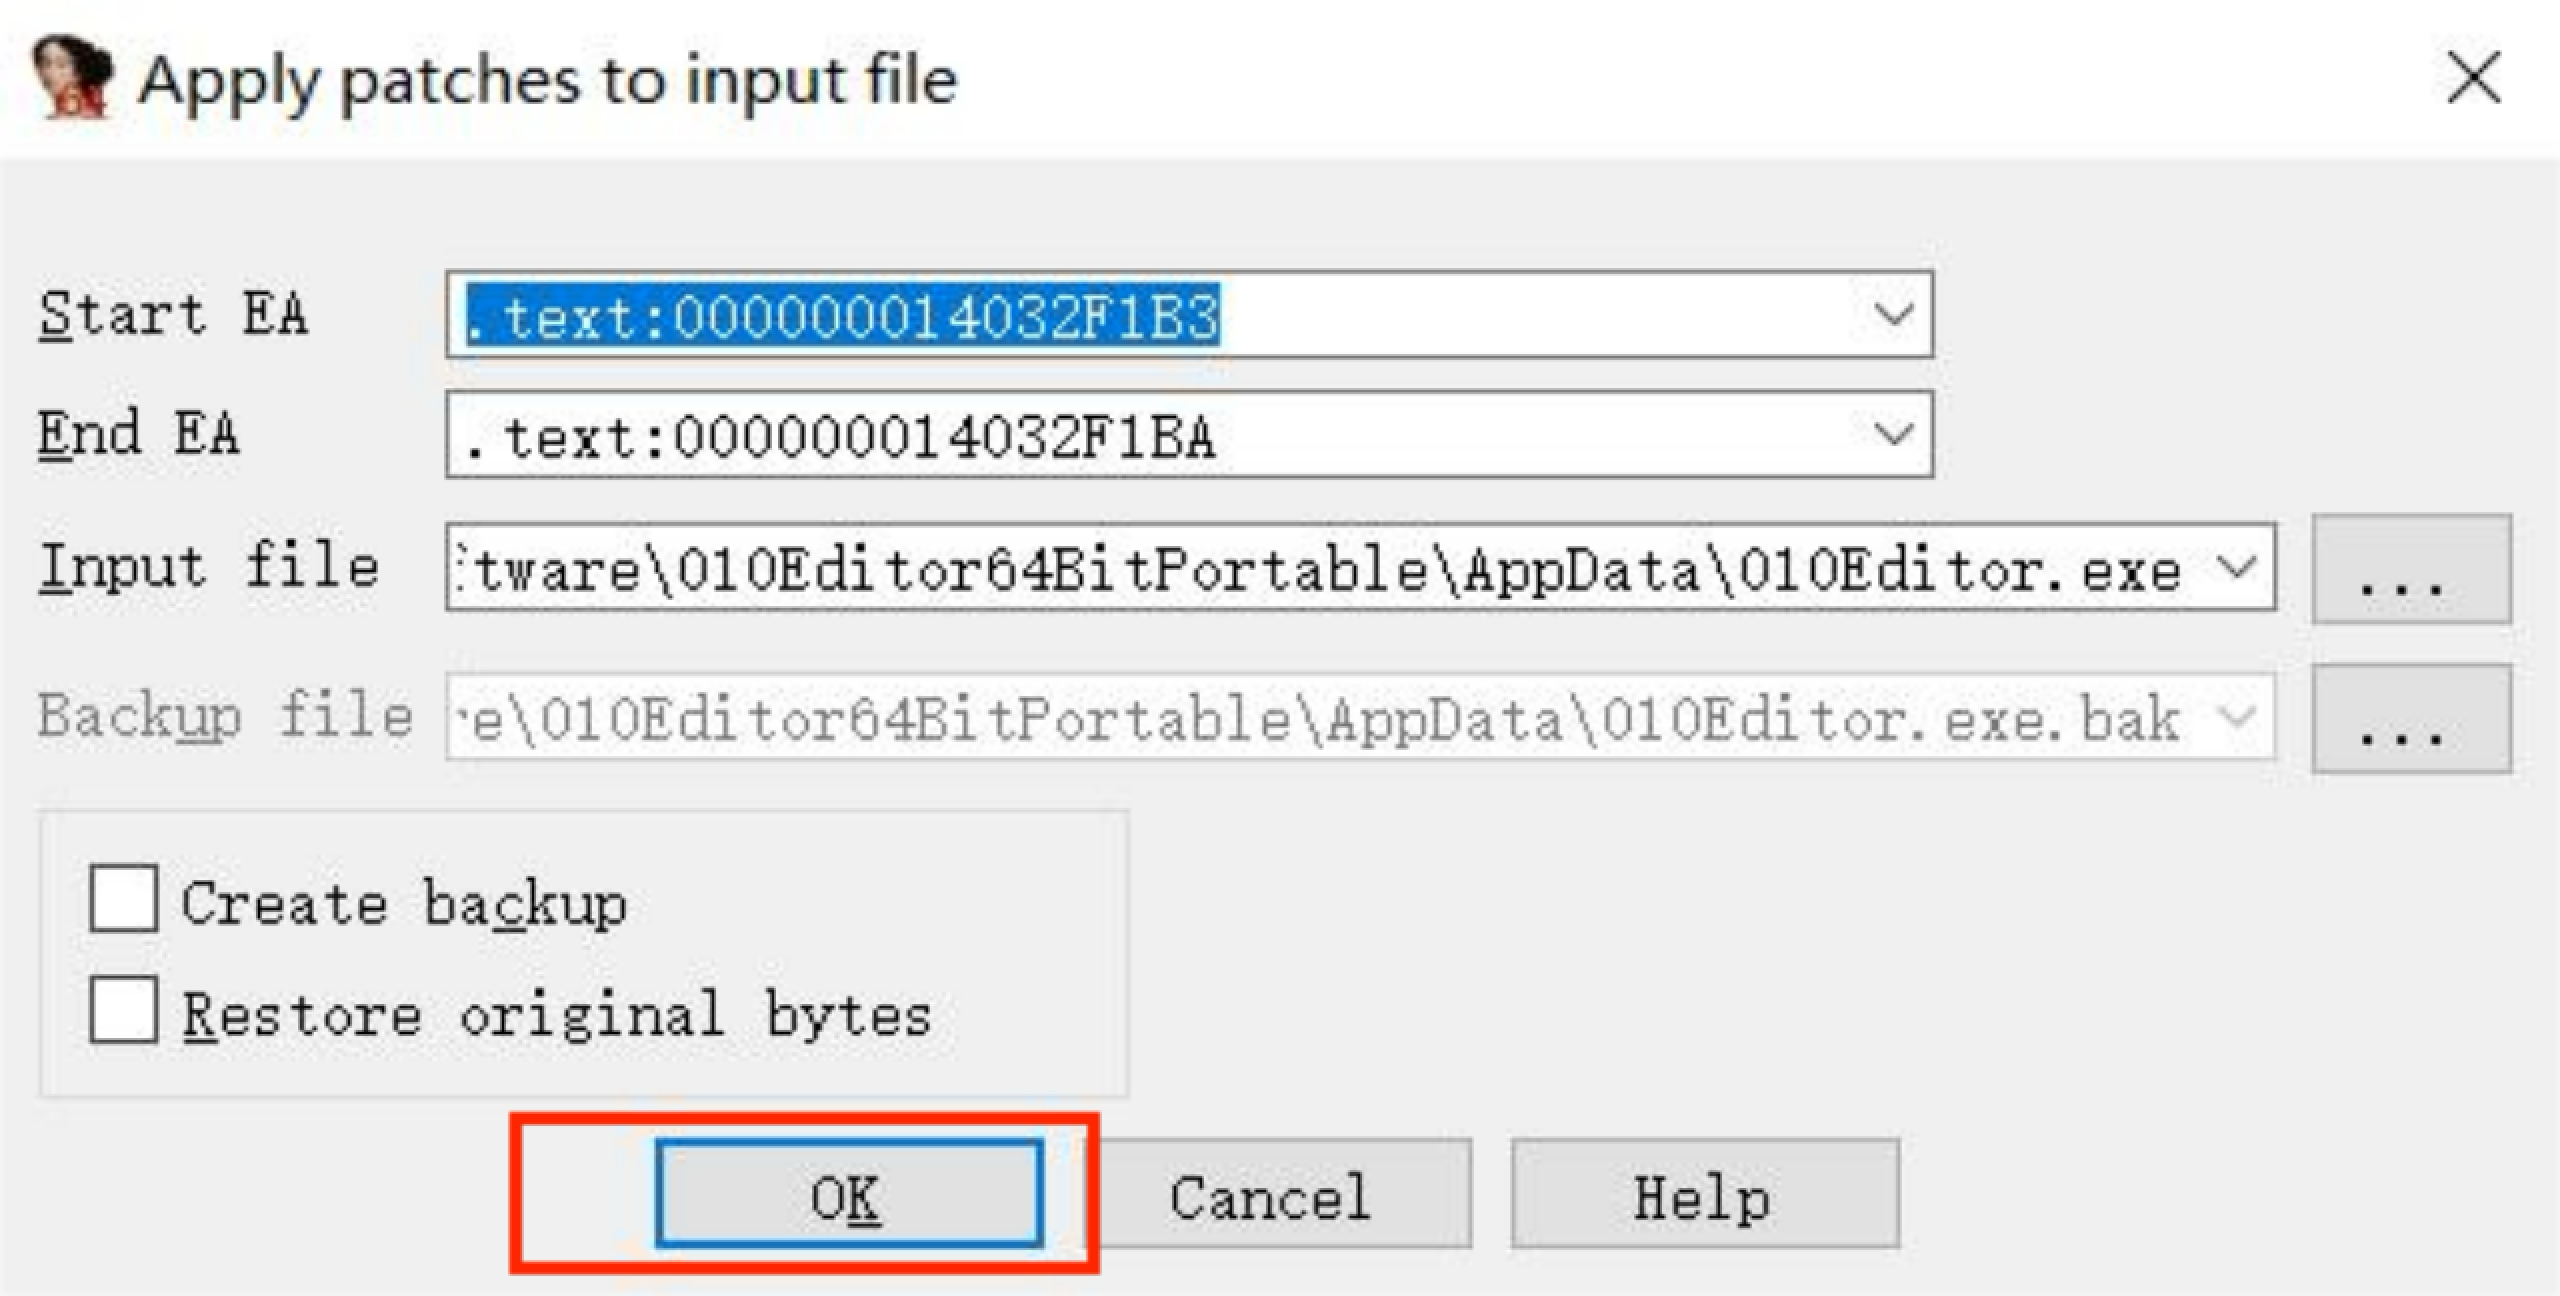 Apply patches to input file
Start EA .text:000000014032F1B3
End EA .text:000000014032F1BA
Input file tware\010Editor64BitPortable\AppData\010Editor.exe ...
Backup file e\010Editor64BitPortable\AppData\010Editor.exe.bak ...
Create backup
Restore original bytes
OK Cancel Help